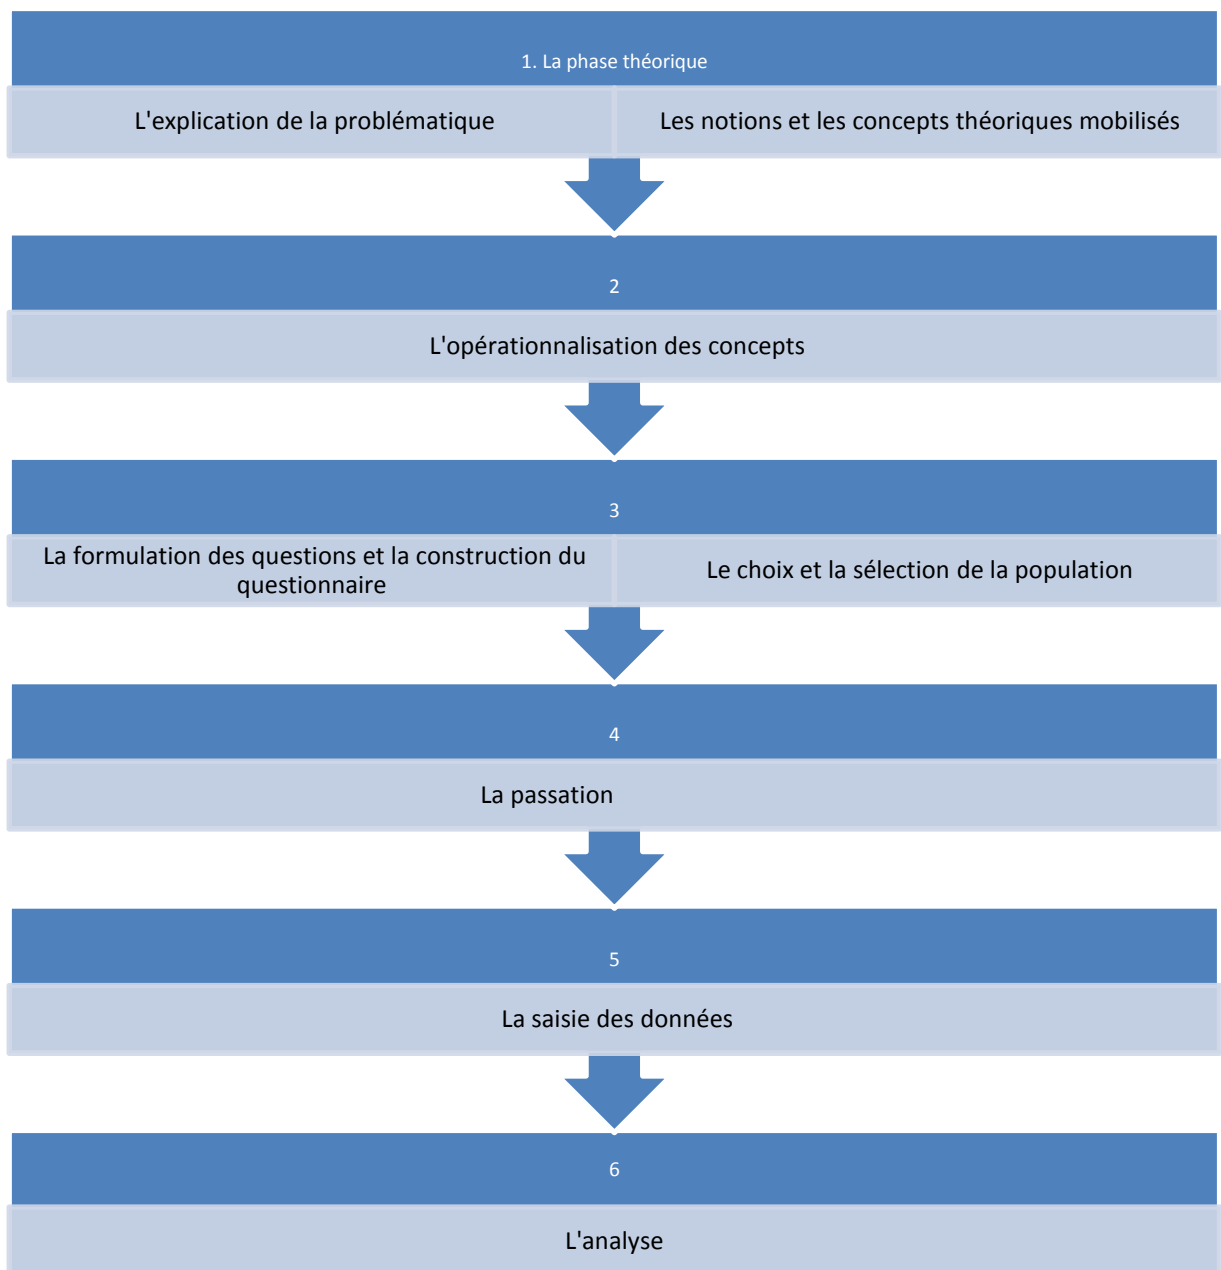 1. La phase théorique
L'explication de la problématique
Les notions et les concepts théoriques mobilisés
2
L'opérationnalisation des concepts
3
La formulation des questions et la construction du
questionnaire
Le choix et la sélection de la population
4
La passation
5
La saisie des données
6
L'analyse